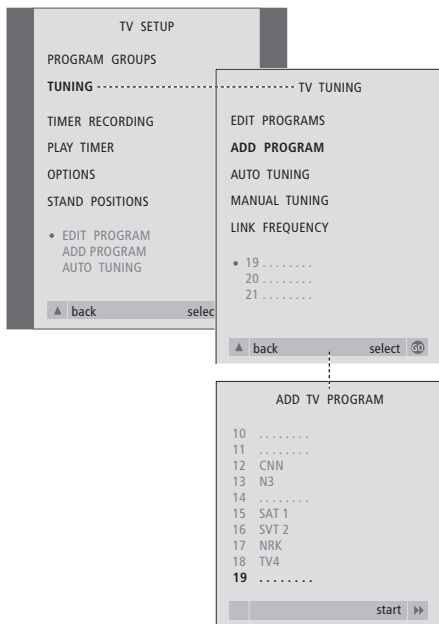 TV SETUP
PROGRAM GROUPS
TUNING
TIMER RECORDING
PLAY TIMER
OPTIONS
STAND POSITIONS
• EDIT PROGRAM
ADD PROGRAM
AUTO TUNING
▲ back selec
TV TUNING
EDIT PROGRAMS
ADD PROGRAM
AUTO TUNING
MANUAL TUNING
LINK FREQUENCY
• 19 ........
20 ........
21 ........
▲ back select GO
ADD TV PROGRAM
10 ........
11 ........
12 CNN
13 N3
14 ........
15 SAT 1
16 SVT 2
17 NRK
18 TV4
19 ........
start